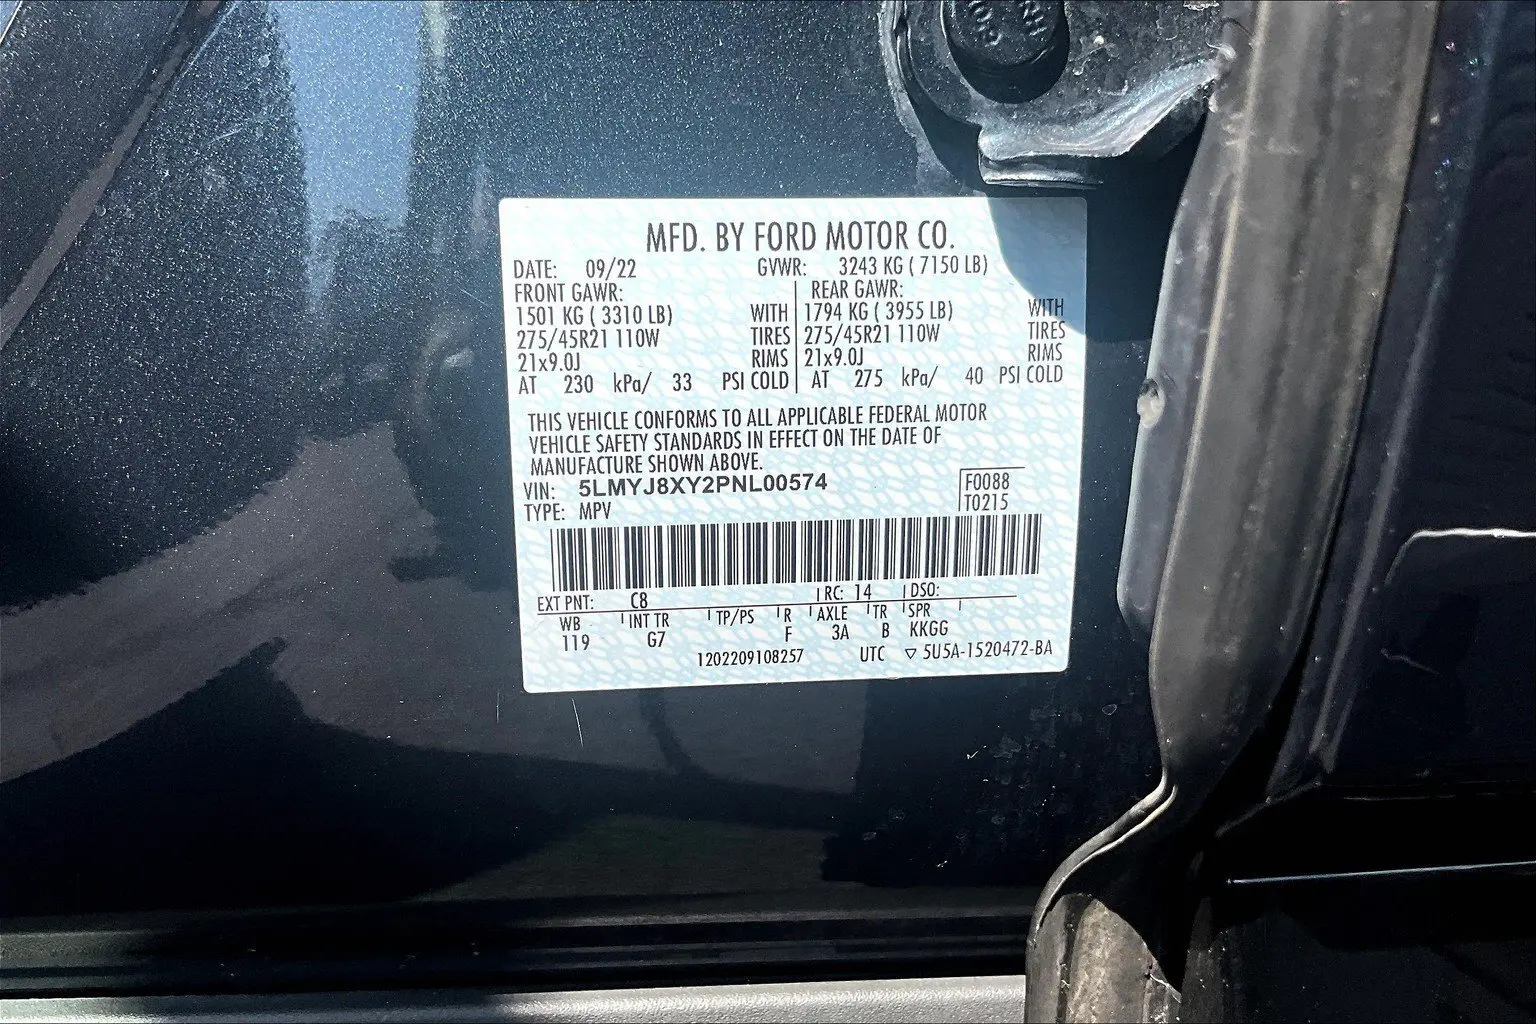 MFD. BY FORD MOTOR CO.
DATE: 09/22 GVWR: 3243 KG ( 7150 LB)
FRONT GAWR: REAR GAWR:
1501 KG ( 3310 LB) WITH 1794 KG ( 3955 LB) WITH
275/45R21 110W TIRES 275/45R21 110W TIRES
21x9.0J RIMS 21x9.0J RIMS
AT 230 kPa/ 33 PSI COLD AT 275 kPa/ 40 PSI COLD
THIS VEHICLE CONFORMS TO ALL APPLICABLE FEDERAL MOTOR
VEHICLE SAFETY STANDARDS IN EFFECT ON THE DATE OF
MANUFACTURE SHOWN ABOVE.
VIN: 5LMYJ8XY2PNL00574 F0088
TYPE: MPV T0215
EXT PNT: C8 RC: 14 DSO:
WB INT TR TP/PS R AXLE TR SPR
119 G7 F 3A B KKGG
1202209108257 UTC ▽ 5U5A-1520472-BA